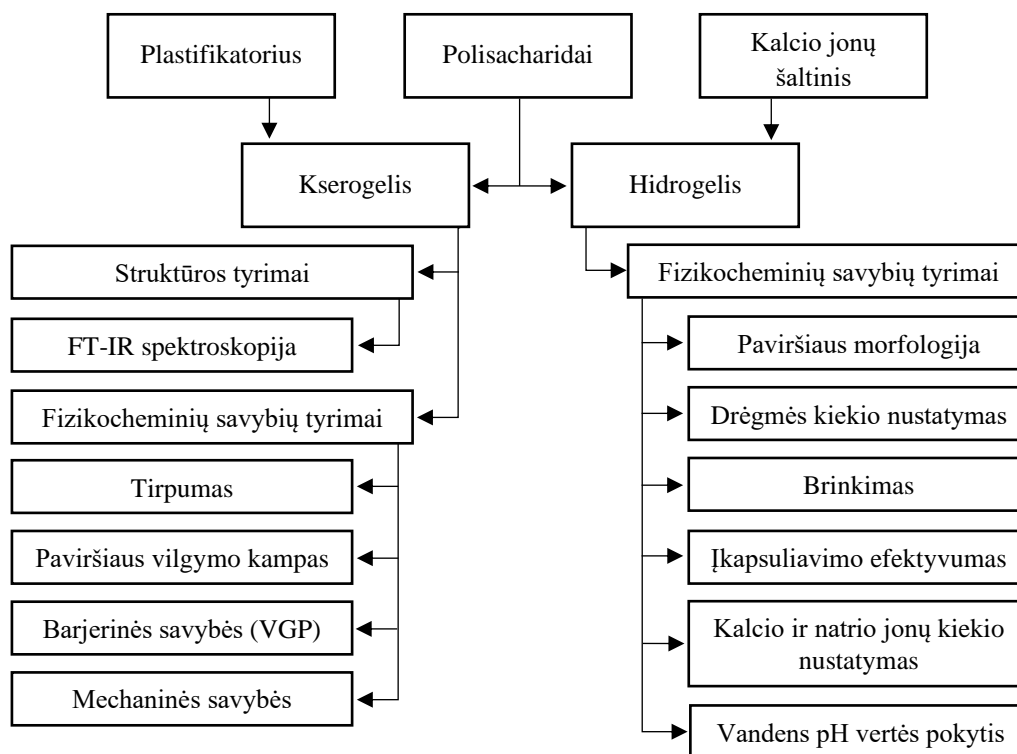 Plastifikatorius
Polisacharidai
Kalcio jonų
šaltinis
Kserogelis
Hidrogelis
Struktūros tyrimai
FT-IR spektroskopija
Fizikocheminių savybių tyrimai
Tirpumas
Paviršiaus vilgymo kampas
Barjerinės savybės (VGP)
Mechaninės savybės
Fizikocheminių savybių tyrimai
Paviršiaus morfologija
Drėgmės kiekio nustatymas
Brinkimas
Įkapsuliavimo efektyvumas
Kalcio ir natrio jonų kiekio
nustatymas
Vandens pH vertės pokytis